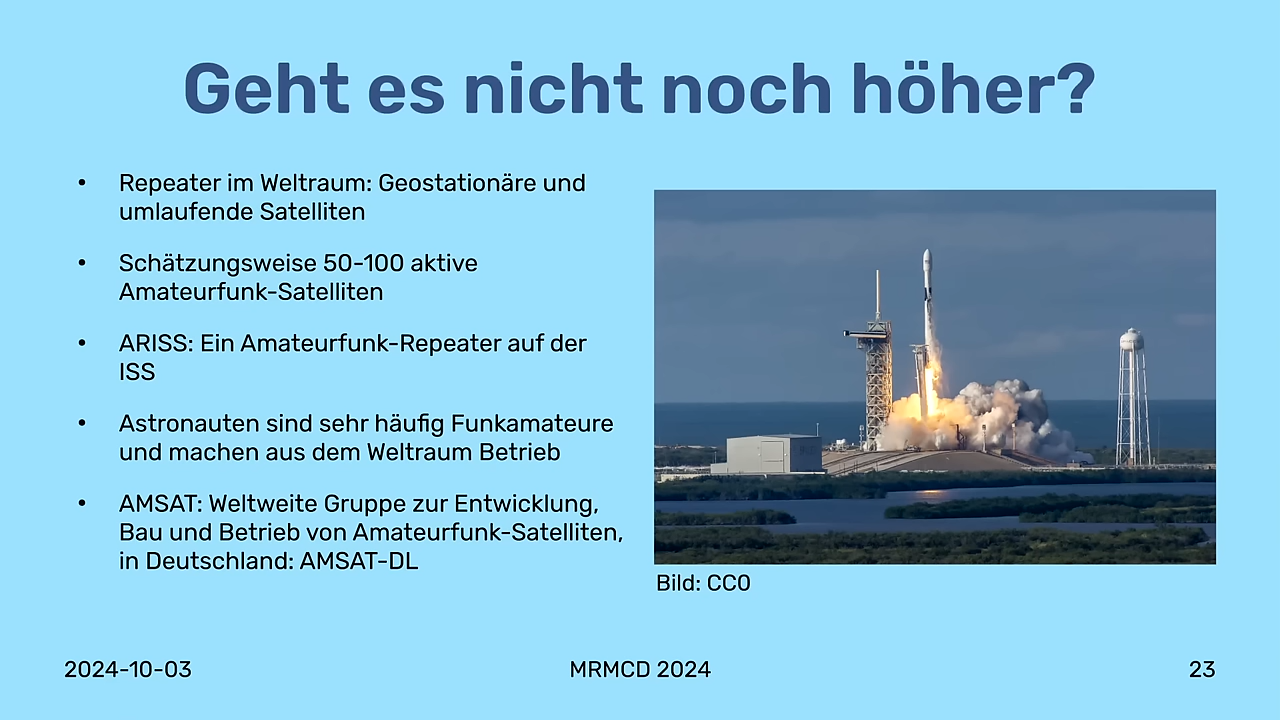 Geht es nicht noch höher?
• Repeater im Weltraum: Geostationäre und
umlaufende Satelliten
• Schätzungsweise 50-100 aktive
Amateurfunk-Satelliten
• ARISS: Ein Amateurfunk-Repeater auf der
ISS
• Astronauten sind sehr häufig Funkamateure
und machen aus dem Weltraum Betrieb
• AMSAT: Weltweite Gruppe zur Entwicklung,
Bau und Betrieb von Amateurfunk-Satelliten,
in Deutschland: AMSAT-DL
Bild: CC0
2024-10-03
MRMCD 2024
23